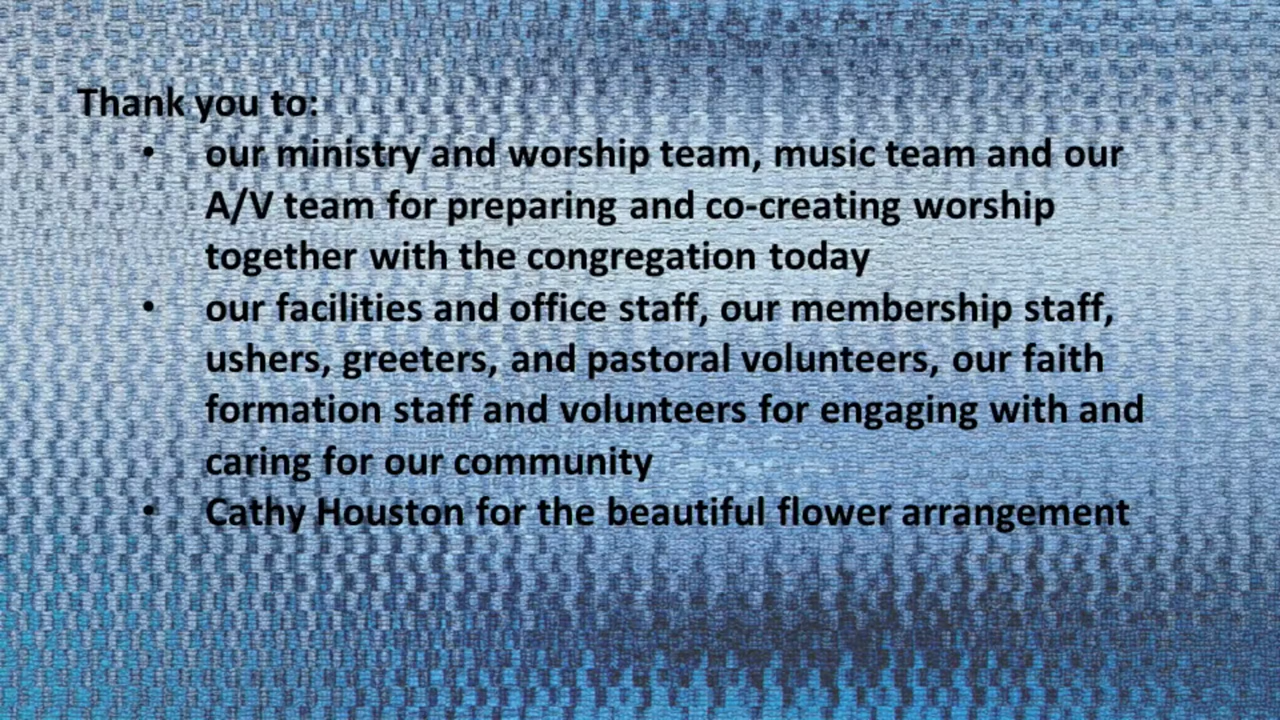 Thank you to:
• our ministry and worship team, music team and our
A/V team for preparing and co-creating worship
together with the congregation today
• our facilities and office staff, our membership staff,
ushers, greeters, and pastoral volunteers, our faith
formation staff and volunteers for engaging with and
caring for our community
• Cathy Houston for the beautiful flower arrangement